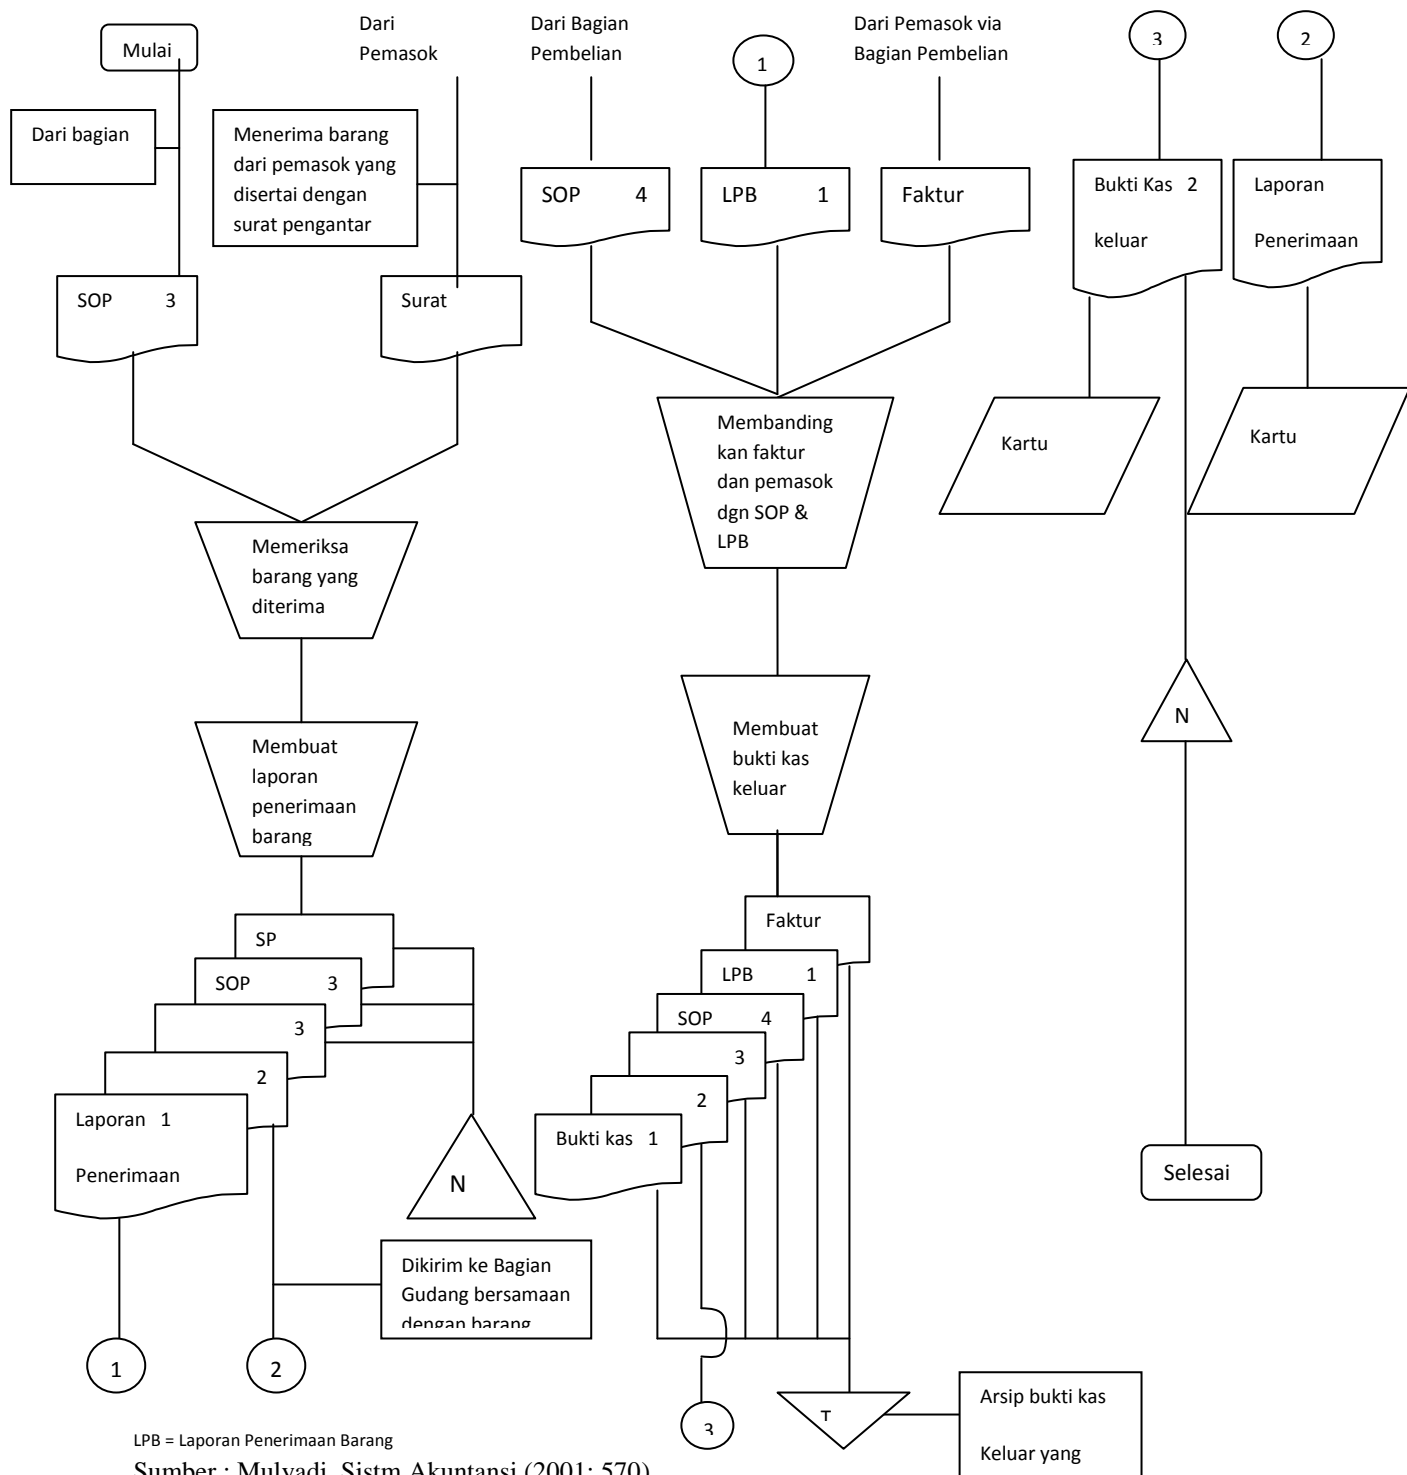 Mulai
Dari bagian
SOP 3
Dari
Pemasok
Menerima barang
dari pemasok yang
disertai dengan
surat pengantar
Surat
Memeriksa
barang yang
diterima
Membuat
laporan
penerimaan
barang
SP
SOP 3
3
2
Laporan 1
Penerimaan
N
Dikirim ke Bagian
Gudang bersamaan
dengan barang
1
2
Dari Bagian
Pembelian
1
Dari Pemasok via
Bagian Pembelian
SOP 4
LPB 1
Faktur
Membanding
kan faktur
dan pemasok
dgn SOP &
LPB
Membuat
bukti kas
keluar
Faktur
LPB 1
SOP 4
3
2
Bukti kas 1
3
T
Arsip bukti kas
Keluar yang
3
2
Bukti Kas 2
keluar
Laporan
Penerimaan
Kartu
Kartu
N
Selesai
LPB = Laporan Penerimaan Barang
Sumber : Mulyadi, Sistm Akuntansi (2001: 570)